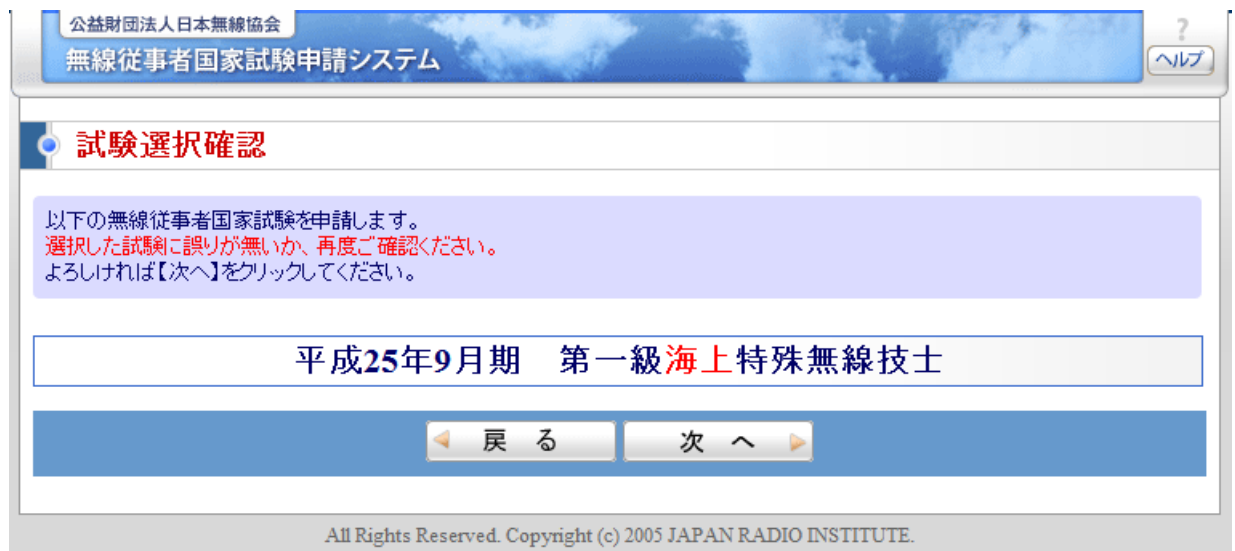 公益財団法人日本無線協会
無線従事者国家試験申請システム
?
ヘルプ
試験選択確認
以下の無線従事者国家試験を申請します。
選択した試験に誤りが無いか、再度ご確認ください。
よろしければ【次へ】をクリックしてください。
平成25年9月期　第一級海上特殊無線技士
戻 る
次 へ
All Rights Reserved. Copyright (c) 2005 JAPAN RADIO INSTITUTE.